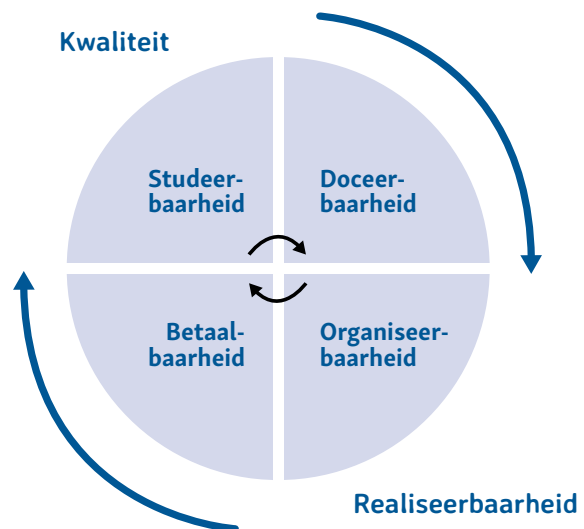 Kwaliteit
Studeer-
baarheid
Doceer-
baarheid
Betaal-
baarheid
Organiseer-
baarheid
Realiseerbaarheid